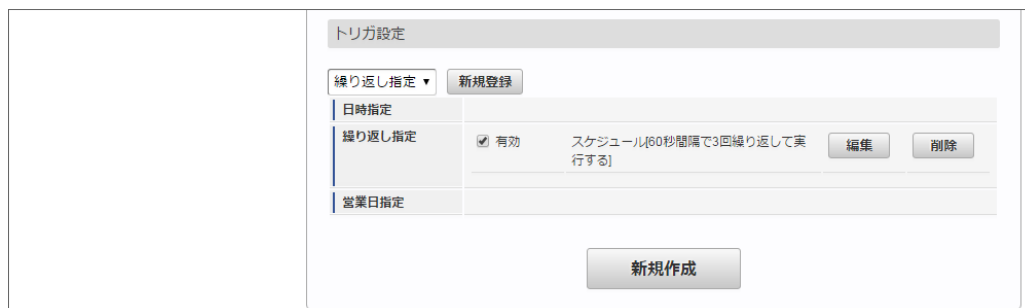 トリガ設定
繰り返し指定 ▼ 新規登録
日時指定
繰り返し指定 有効 スケジュール[60秒間隔で3回繰り返して実
行する] 編集 削除
営業日指定
新規作成